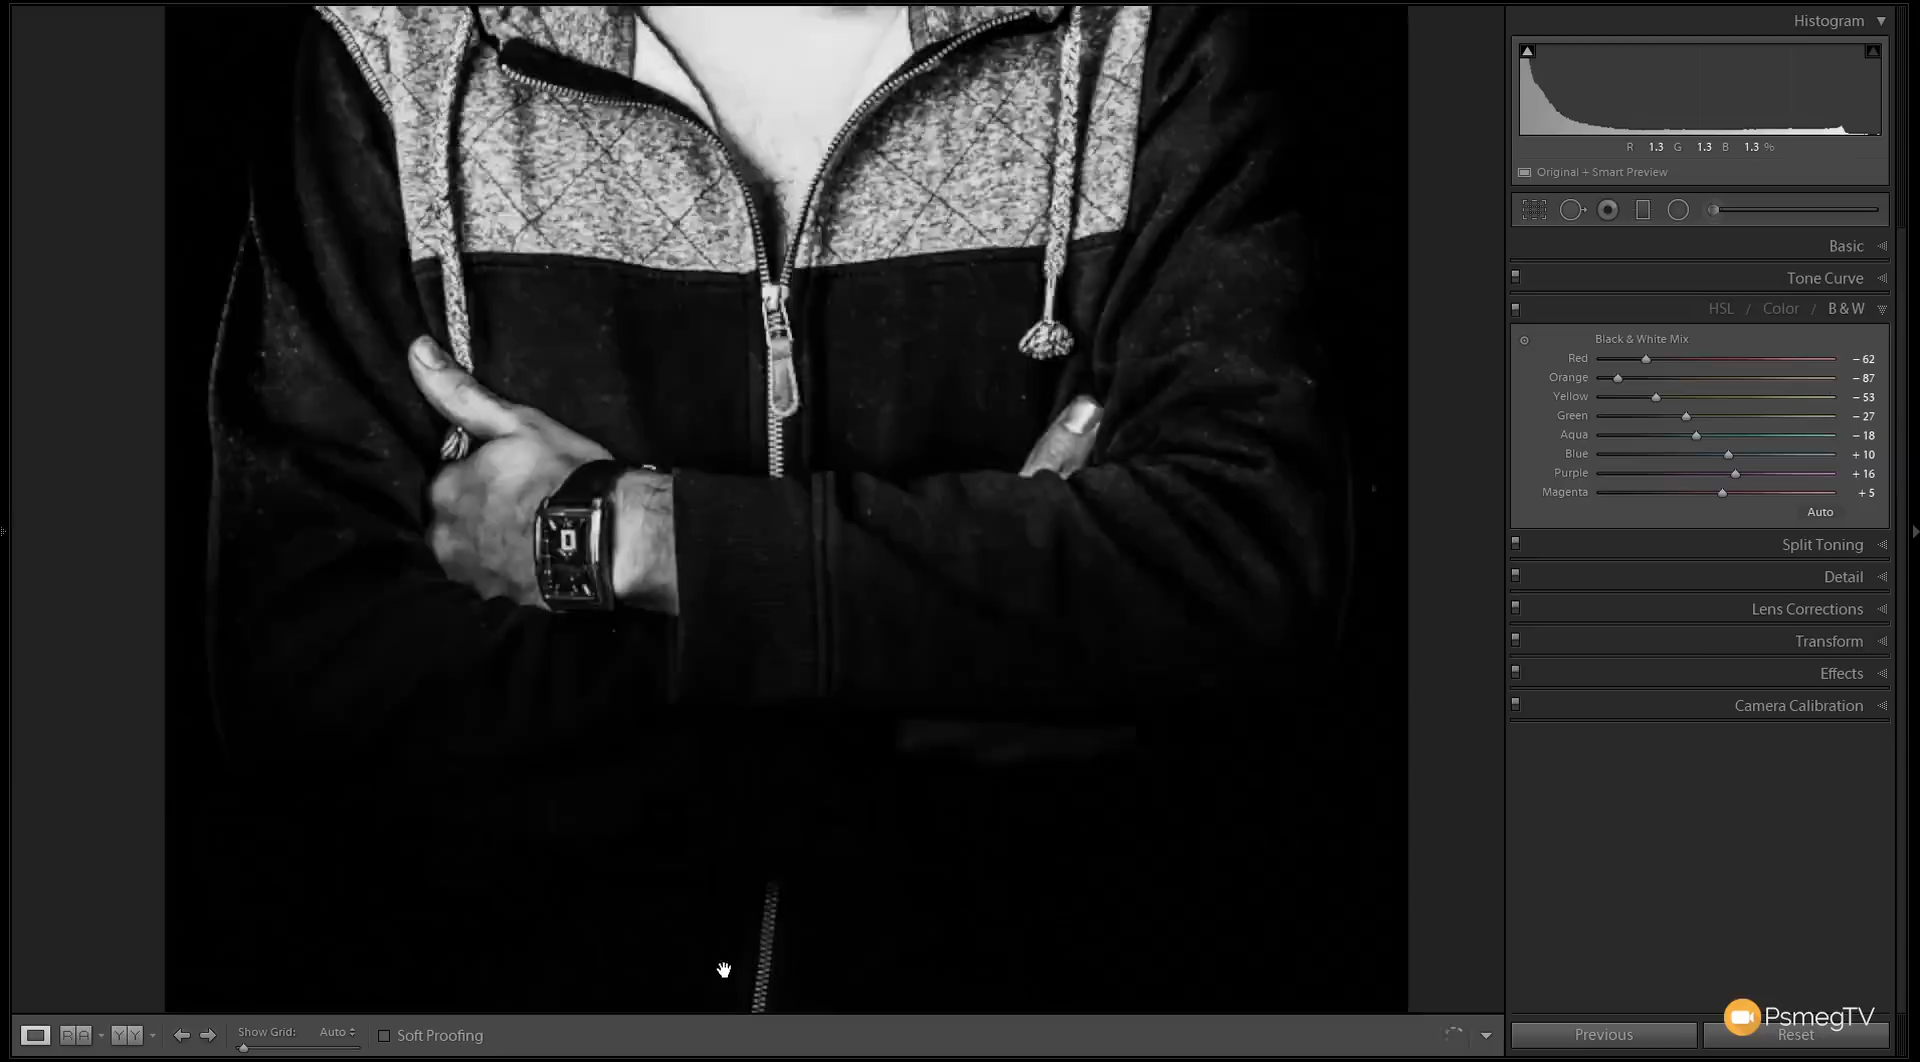 Histogram
R 1.3 G 1.3 B 1.3 %
Original + Smart Preview
Basic
Tone Curve
HSL / Color / B & W
Black & White Mix
Red - 62
Orange - 87
Yellow - 53
Green - 27
Aqua - 18
Blue + 10
Purple + 16
Magenta + 5
Auto
Split Toning
Detail
Lens Corrections
Transform
Effects
Camera Calibration
PsmegTV
R A Y Y Show Grid: Auto Soft Proofing
Previous Reset